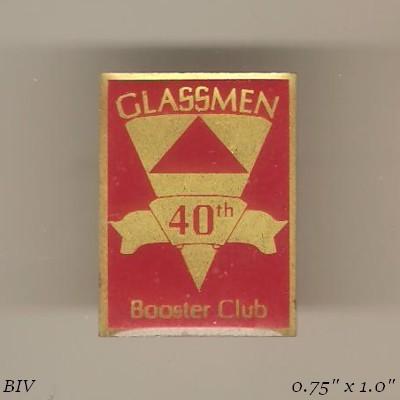 GLASSMEN
40th
Booster Club
BIV 0.75" x 1.0"